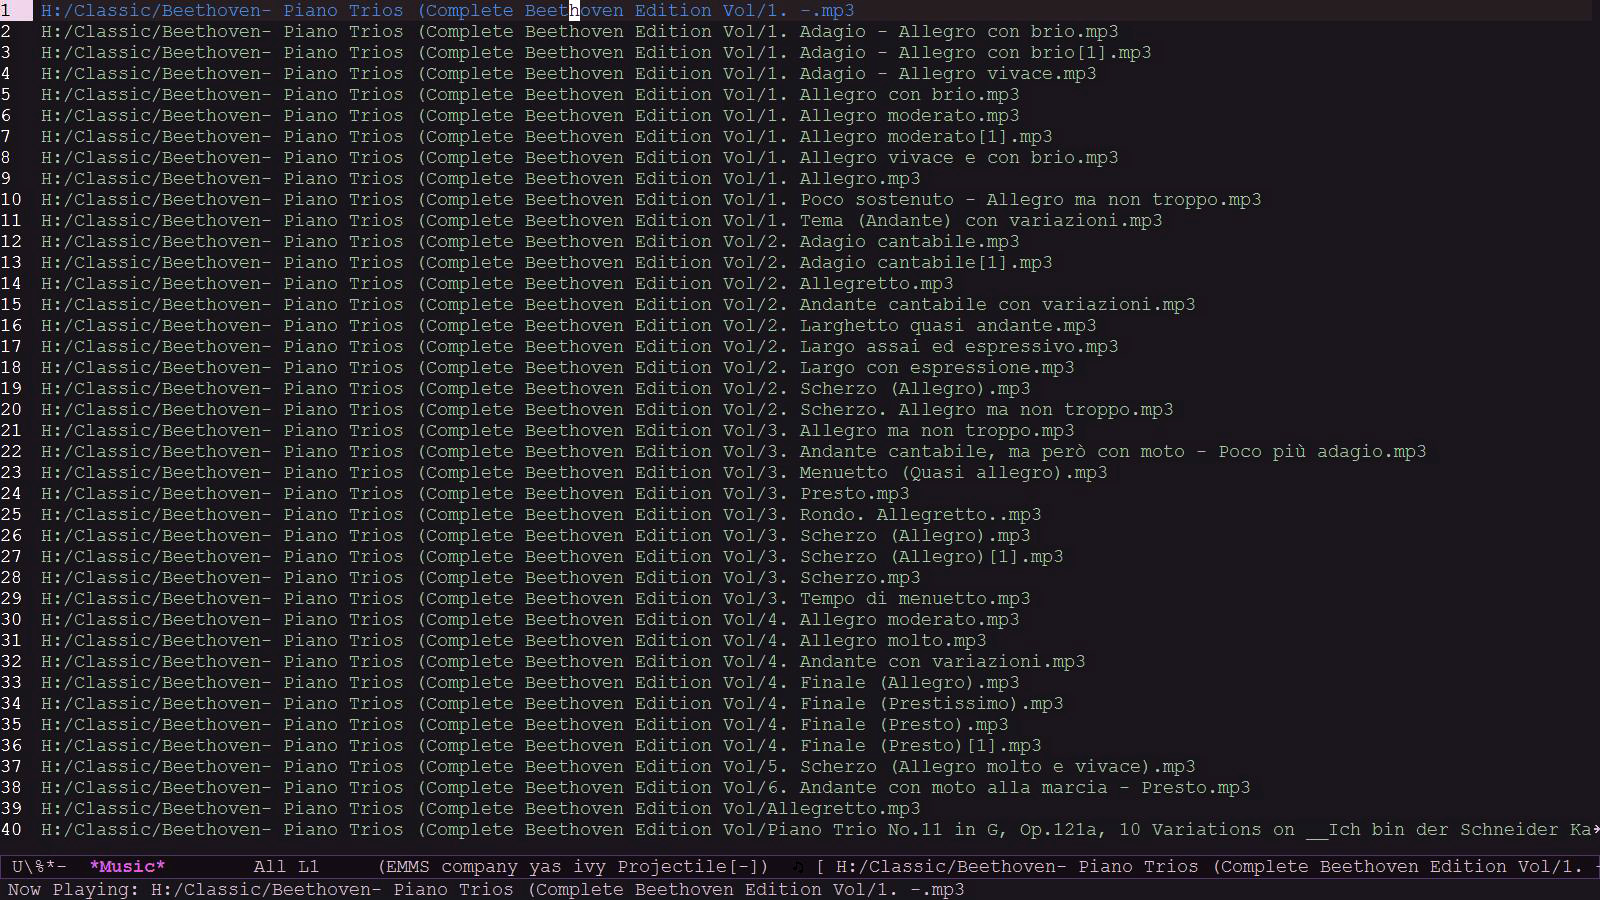 1 H:/Classic/Beethoven- Piano Trios (Complete Beethoven Edition Vol/1. -.mp3
2 H:/Classic/Beethoven- Piano Trios (Complete Beethoven Edition Vol/1. Adagio - Allegro con brio.mp3
3 H:/Classic/Beethoven- Piano Trios (Complete Beethoven Edition Vol/1. Adagio - Allegro con brio[1].mp3
4 H:/Classic/Beethoven- Piano Trios (Complete Beethoven Edition Vol/1. Adagio - Allegro vivace.mp3
5 H:/Classic/Beethoven- Piano Trios (Complete Beethoven Edition Vol/1. Allegro con brio.mp3
6 H:/Classic/Beethoven- Piano Trios (Complete Beethoven Edition Vol/1. Allegro moderato.mp3
7 H:/Classic/Beethoven- Piano Trios (Complete Beethoven Edition Vol/1. Allegro moderato[1].mp3
8 H:/Classic/Beethoven- Piano Trios (Complete Beethoven Edition Vol/1. Allegro vivace e con brio.mp3
9 H:/Classic/Beethoven- Piano Trios (Complete Beethoven Edition Vol/1. Allegro.mp3
10 H:/Classic/Beethoven- Piano Trios (Complete Beethoven Edition Vol/1. Poco sostenuto - Allegro ma non troppo.mp3
11 H:/Classic/Beethoven- Piano Trios (Complete Beethoven Edition Vol/1. Tema (Andante) con variazioni.mp3
12 H:/Classic/Beethoven- Piano Trios (Complete Beethoven Edition Vol/2. Adagio cantabile.mp3
13 H:/Classic/Beethoven- Piano Trios (Complete Beethoven Edition Vol/2. Adagio cantabile[1].mp3
14 H:/Classic/Beethoven- Piano Trios (Complete Beethoven Edition Vol/2. Allegretto.mp3
15 H:/Classic/Beethoven- Piano Trios (Complete Beethoven Edition Vol/2. Andante cantabile con variazioni.mp3
16 H:/Classic/Beethoven- Piano Trios (Complete Beethoven Edition Vol/2. Larghetto quasi andante.mp3
17 H:/Classic/Beethoven- Piano Trios (Complete Beethoven Edition Vol/2. Largo assai ed espressivo.mp3
18 H:/Classic/Beethoven- Piano Trios (Complete Beethoven Edition Vol/2. Largo con espressione.mp3
19 H:/Classic/Beethoven- Piano Trios (Complete Beethoven Edition Vol/2. Scherzo (Allegro).mp3
20 H:/Classic/Beethoven- Piano Trios (Complete Beethoven Edition Vol/2. Scherzo. Allegro ma non troppo.mp3
21 H:/Classic/Beethoven- Piano Trios (Complete Beethoven Edition Vol/3. Allegro ma non troppo.mp3
22 H:/Classic/Beethoven- Piano Trios (Complete Beethoven Edition Vol/3. Andante cantabile, ma però con moto - Poco più adagio.mp3
23 H:/Classic/Beethoven- Piano Trios (Complete Beethoven Edition Vol/3. Menuetto (Quasi allegro).mp3
24 H:/Classic/Beethoven- Piano Trios (Complete Beethoven Edition Vol/3. Presto.mp3
25 H:/Classic/Beethoven- Piano Trios (Complete Beethoven Edition Vol/3. Rondo. Allegretto..mp3
26 H:/Classic/Beethoven- Piano Trios (Complete Beethoven Edition Vol/3. Scherzo (Allegro).mp3
27 H:/Classic/Beethoven- Piano Trios (Complete Beethoven Edition Vol/3. Scherzo (Allegro)[1].mp3
28 H:/Classic/Beethoven- Piano Trios (Complete Beethoven Edition Vol/3. Scherzo.mp3
29 H:/Classic/Beethoven- Piano Trios (Complete Beethoven Edition Vol/3. Tempo di menuetto.mp3
30 H:/Classic/Beethoven- Piano Trios (Complete Beethoven Edition Vol/4. Allegro moderato.mp3
31 H:/Classic/Beethoven- Piano Trios (Complete Beethoven Edition Vol/4. Allegro molto.mp3
32 H:/Classic/Beethoven- Piano Trios (Complete Beethoven Edition Vol/4. Andante con variazioni.mp3
33 H:/Classic/Beethoven- Piano Trios (Complete Beethoven Edition Vol/4. Finale (Allegro).mp3
34 H:/Classic/Beethoven- Piano Trios (Complete Beethoven Edition Vol/4. Finale (Prestissimo).mp3
35 H:/Classic/Beethoven- Piano Trios (Complete Beethoven Edition Vol/4. Finale (Presto).mp3
36 H:/Classic/Beethoven- Piano Trios (Complete Beethoven Edition Vol/4. Finale (Presto)[1].mp3
37 H:/Classic/Beethoven- Piano Trios (Complete Beethoven Edition Vol/5. Scherzo (Allegro molto e vivace).mp3
38 H:/Classic/Beethoven- Piano Trios (Complete Beethoven Edition Vol/6. Andante con moto alla marcia - Presto.mp3
39 H:/Classic/Beethoven- Piano Trios (Complete Beethoven Edition Vol/Allegretto.mp3
40 H:/Classic/Beethoven- Piano Trios (Complete Beethoven Edition Vol/Piano Trio No.11 in G, Op.121a, 10 Variations on __Ich bin der Schneider Ka
U\%*- *Music* All L1 (EMMS company yas ivy Projectile[-]) ♫ [ H:/Classic/Beethoven- Piano Trios (Complete Beethoven Edition Vol/1. -
Now Playing: H:/Classic/Beethoven- Piano Trios (Complete Beethoven Edition Vol/1. -.mp3